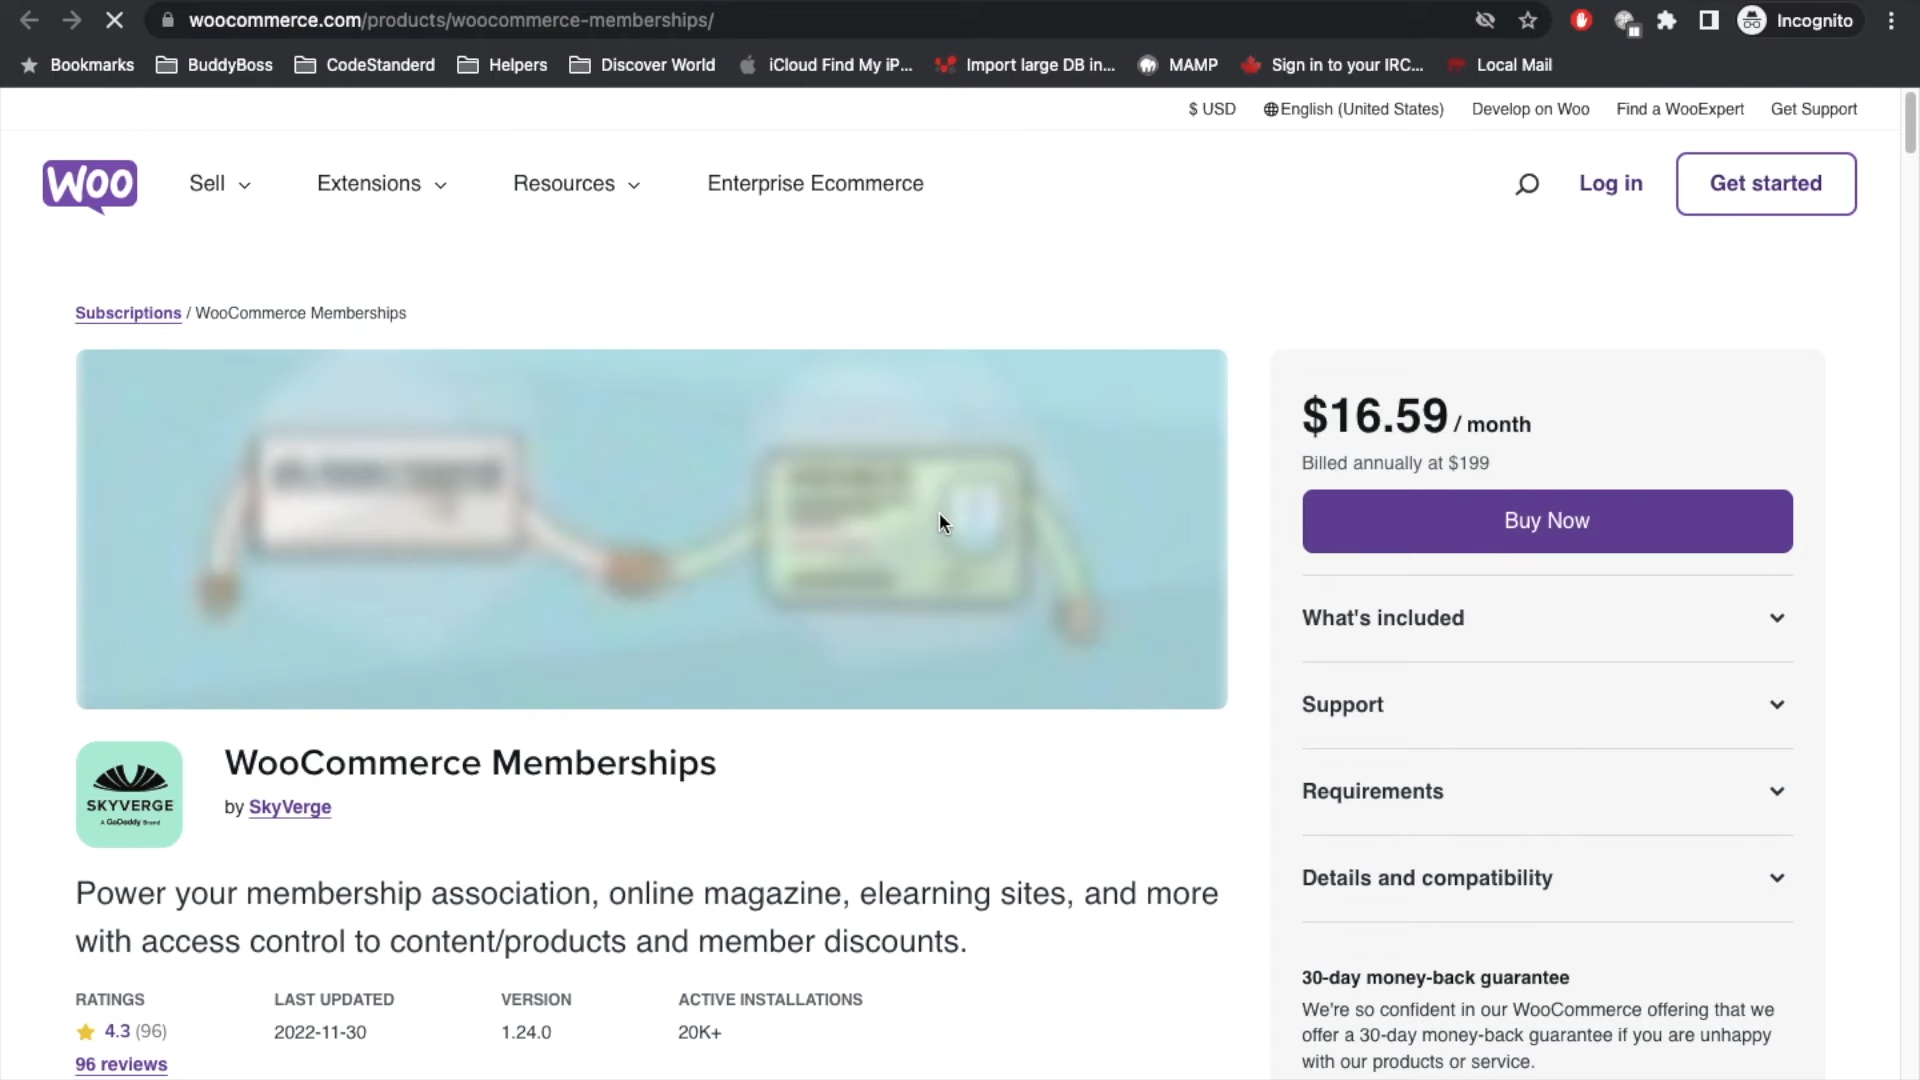 woocommerce.com/products/woocommerce-memberships/
Incognito
Bookmarks
BuddyBoss
CodeStanderd
Helpers
Discover World
iCloud Find My iP...
Import large DB in...
MAMP
Sign in to your IRC...
Local Mail
$ USD
English (United States)
Develop on Woo
Find a WooExpert
Get Support
WOO
Sell
Extensions
Resources
Enterprise Ecommerce
Log in
Get started
Subscriptions / WooCommerce Memberships
$16.59 / month
Billed annually at $199
Buy Now
What's included
Support
Requirements
Details and compatibility
30-day money-back guarantee
We're so confident in our WooCommerce offering that we
offer a 30-day money-back guarantee if you are unhappy
with our products or service.
SKYVERGE
A GoDaddy Brand
WooCommerce Memberships
by SkyVerge
Power your membership association, online magazine, elearning sites, and more
with access control to content/products and member discounts.
RATINGS
4.3 (96)
96 reviews
LAST UPDATED
2022-11-30
VERSION
1.24.0
ACTIVE INSTALLATIONS
20K+